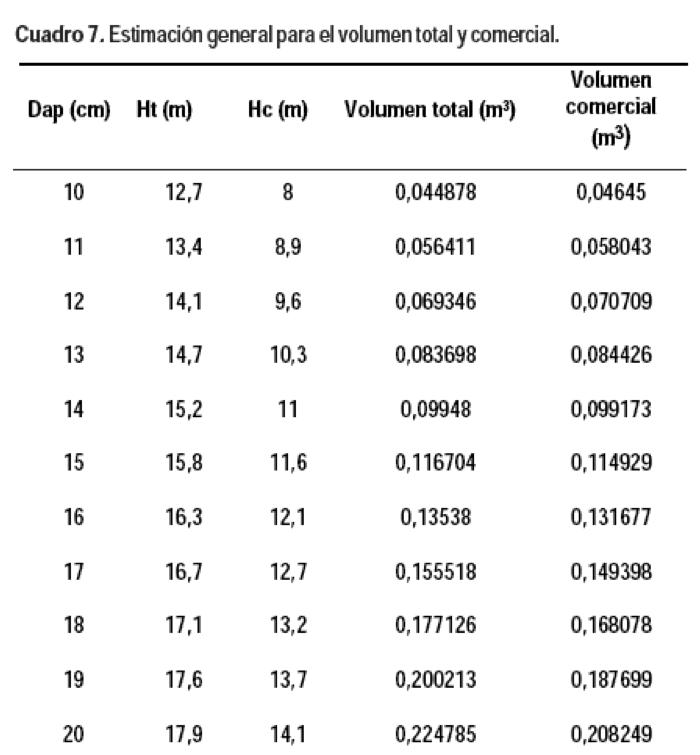 Cuadro 7. Estimación general para el volumen total y comercial.
Dap (cm) Ht (m) Hc (m) Volumen total (m³) Volumen comercial (m³)
10 12,7 8 0,044878 0,04645
11 13,4 8,9 0,056411 0,058043
12 14,1 9,6 0,069346 0,070709
13 14,7 10,3 0,083698 0,084426
14 15,2 11 0,09948 0,099173
15 15,8 11,6 0,116704 0,114929
16 16,3 12,1 0,13538 0,131677
17 16,7 12,7 0,155518 0,149398
18 17,1 13,2 0,177126 0,168078
19 17,6 13,7 0,200213 0,187699
20 17,9 14,1 0,224785 0,208249